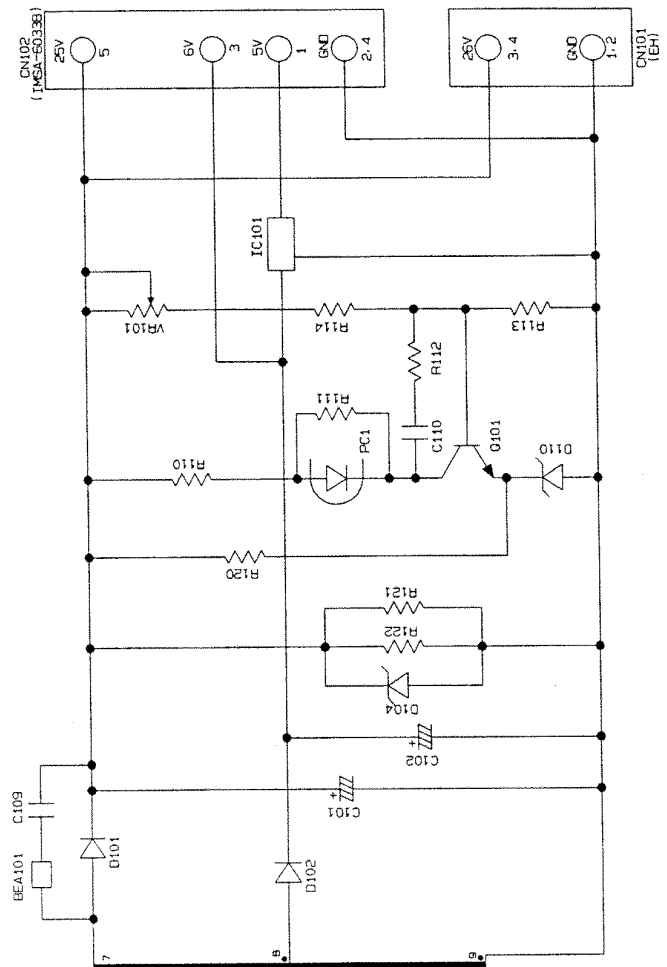 CN102
(IMSA-6033B)
25V
5
6V
3
5V
1
GND
2.4
26V
3.4
GND
1.2
CN101
(EH)
IC101
VR101
R114
R113
R112
C110
R111
PC1
Q101
D110
R110
R120
R121
R122
D104
C102
C101
C109
BEA101
D101
D102
7
8
9
+
+